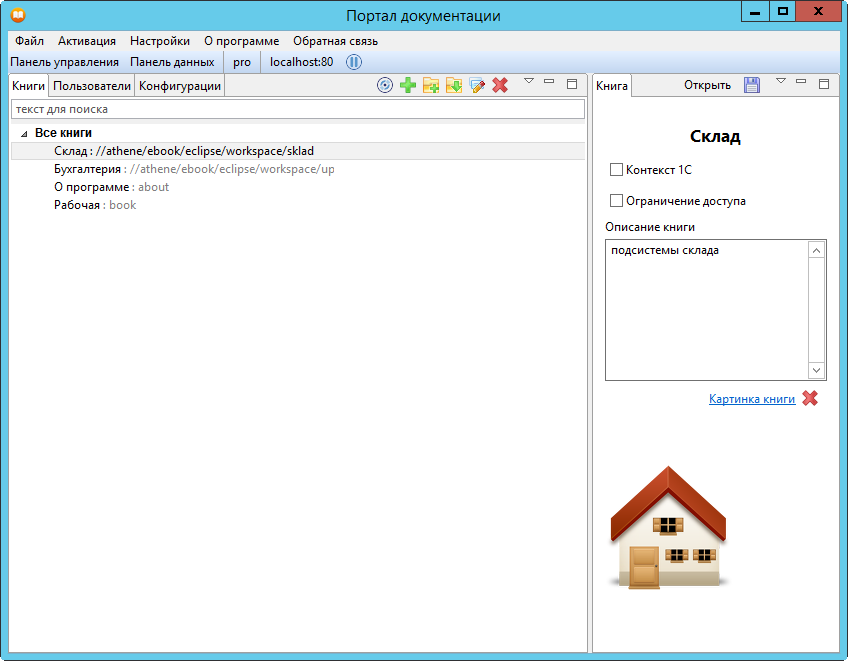 Портал документации
Файл Активация Настройки О программе Обратная связь
Панель управления Панель данных pro localhost:80
Книги Пользователи Конфигурации
текст для поиска
Все книги
Склад : //athene/ebook/eclipse/workspace/sklad
Бухгалтерия : //athene/ebook/eclipse/workspace/up
О программе : about
Рабочая : book
Книга Открыть
Склад
Контекст 1С
Ограничение доступа
Описание книги
подсистемы склада
Картинка книги